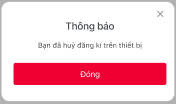 Thông báo
Bạn đã huỷ đăng kí trên thiết bị
Đóng